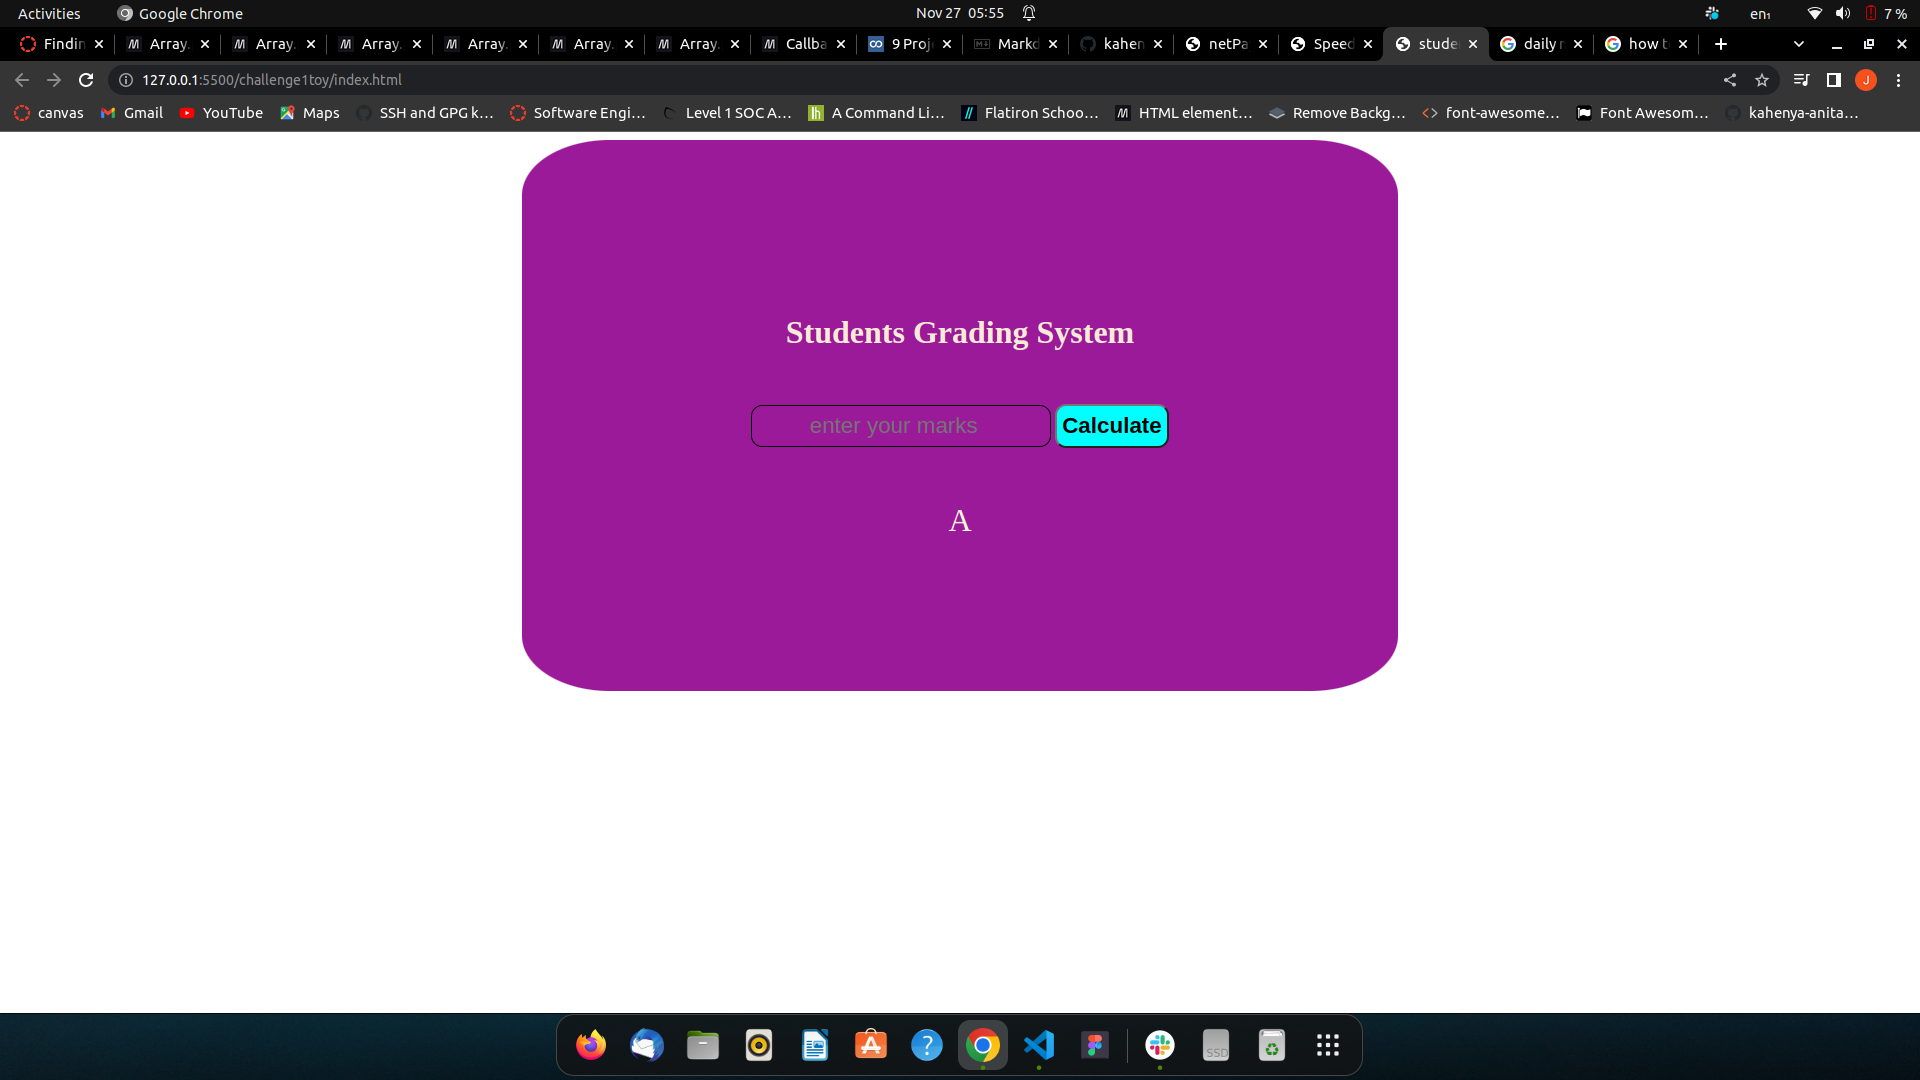 Activities Google Chrome Nov 27 05:55 en₁ 7 %
Findin Array. Array. Array. Array. Array. Array. Callba 9 Proj Markd kahen netPa Speed stude daily how t
127.0.0.1:5500/challenge1toy/index.html J
canvas Gmail YouTube Maps SSH and GPG k… Software Engi… Level 1 SOC A… A Command Li… Flatiron Schoo… HTML element… Remove Backg… font-awesome… Font Awesom… kahenya-anita…
Students Grading System
enter your marks Calculate
A
SSD